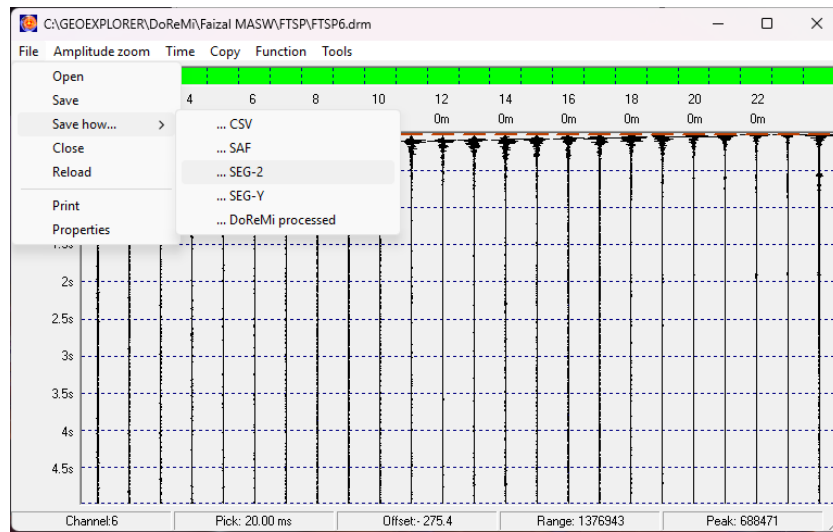 C:\GEOEXPLORER\DoReMi\Faizal MASW\FTSP\FTSP6.drm
File Amplitude zoom Time Copy Function Tools
Open
Save
Save how... >
Close
Reload
Print
Properties
... CSV
... SAF
... SEG-2
... SEG-Y
... DoReMi processed
4 6 8 10 12 14 16 18 20 22
0m 0m 0m 0m 0m 0m
1.5s
2s
2.5s
3s
3.5s
4s
4.5s
Channel:6 Pick: 20.00 ms Offset:- 275.4 Range: 1376943 Peak: 688471